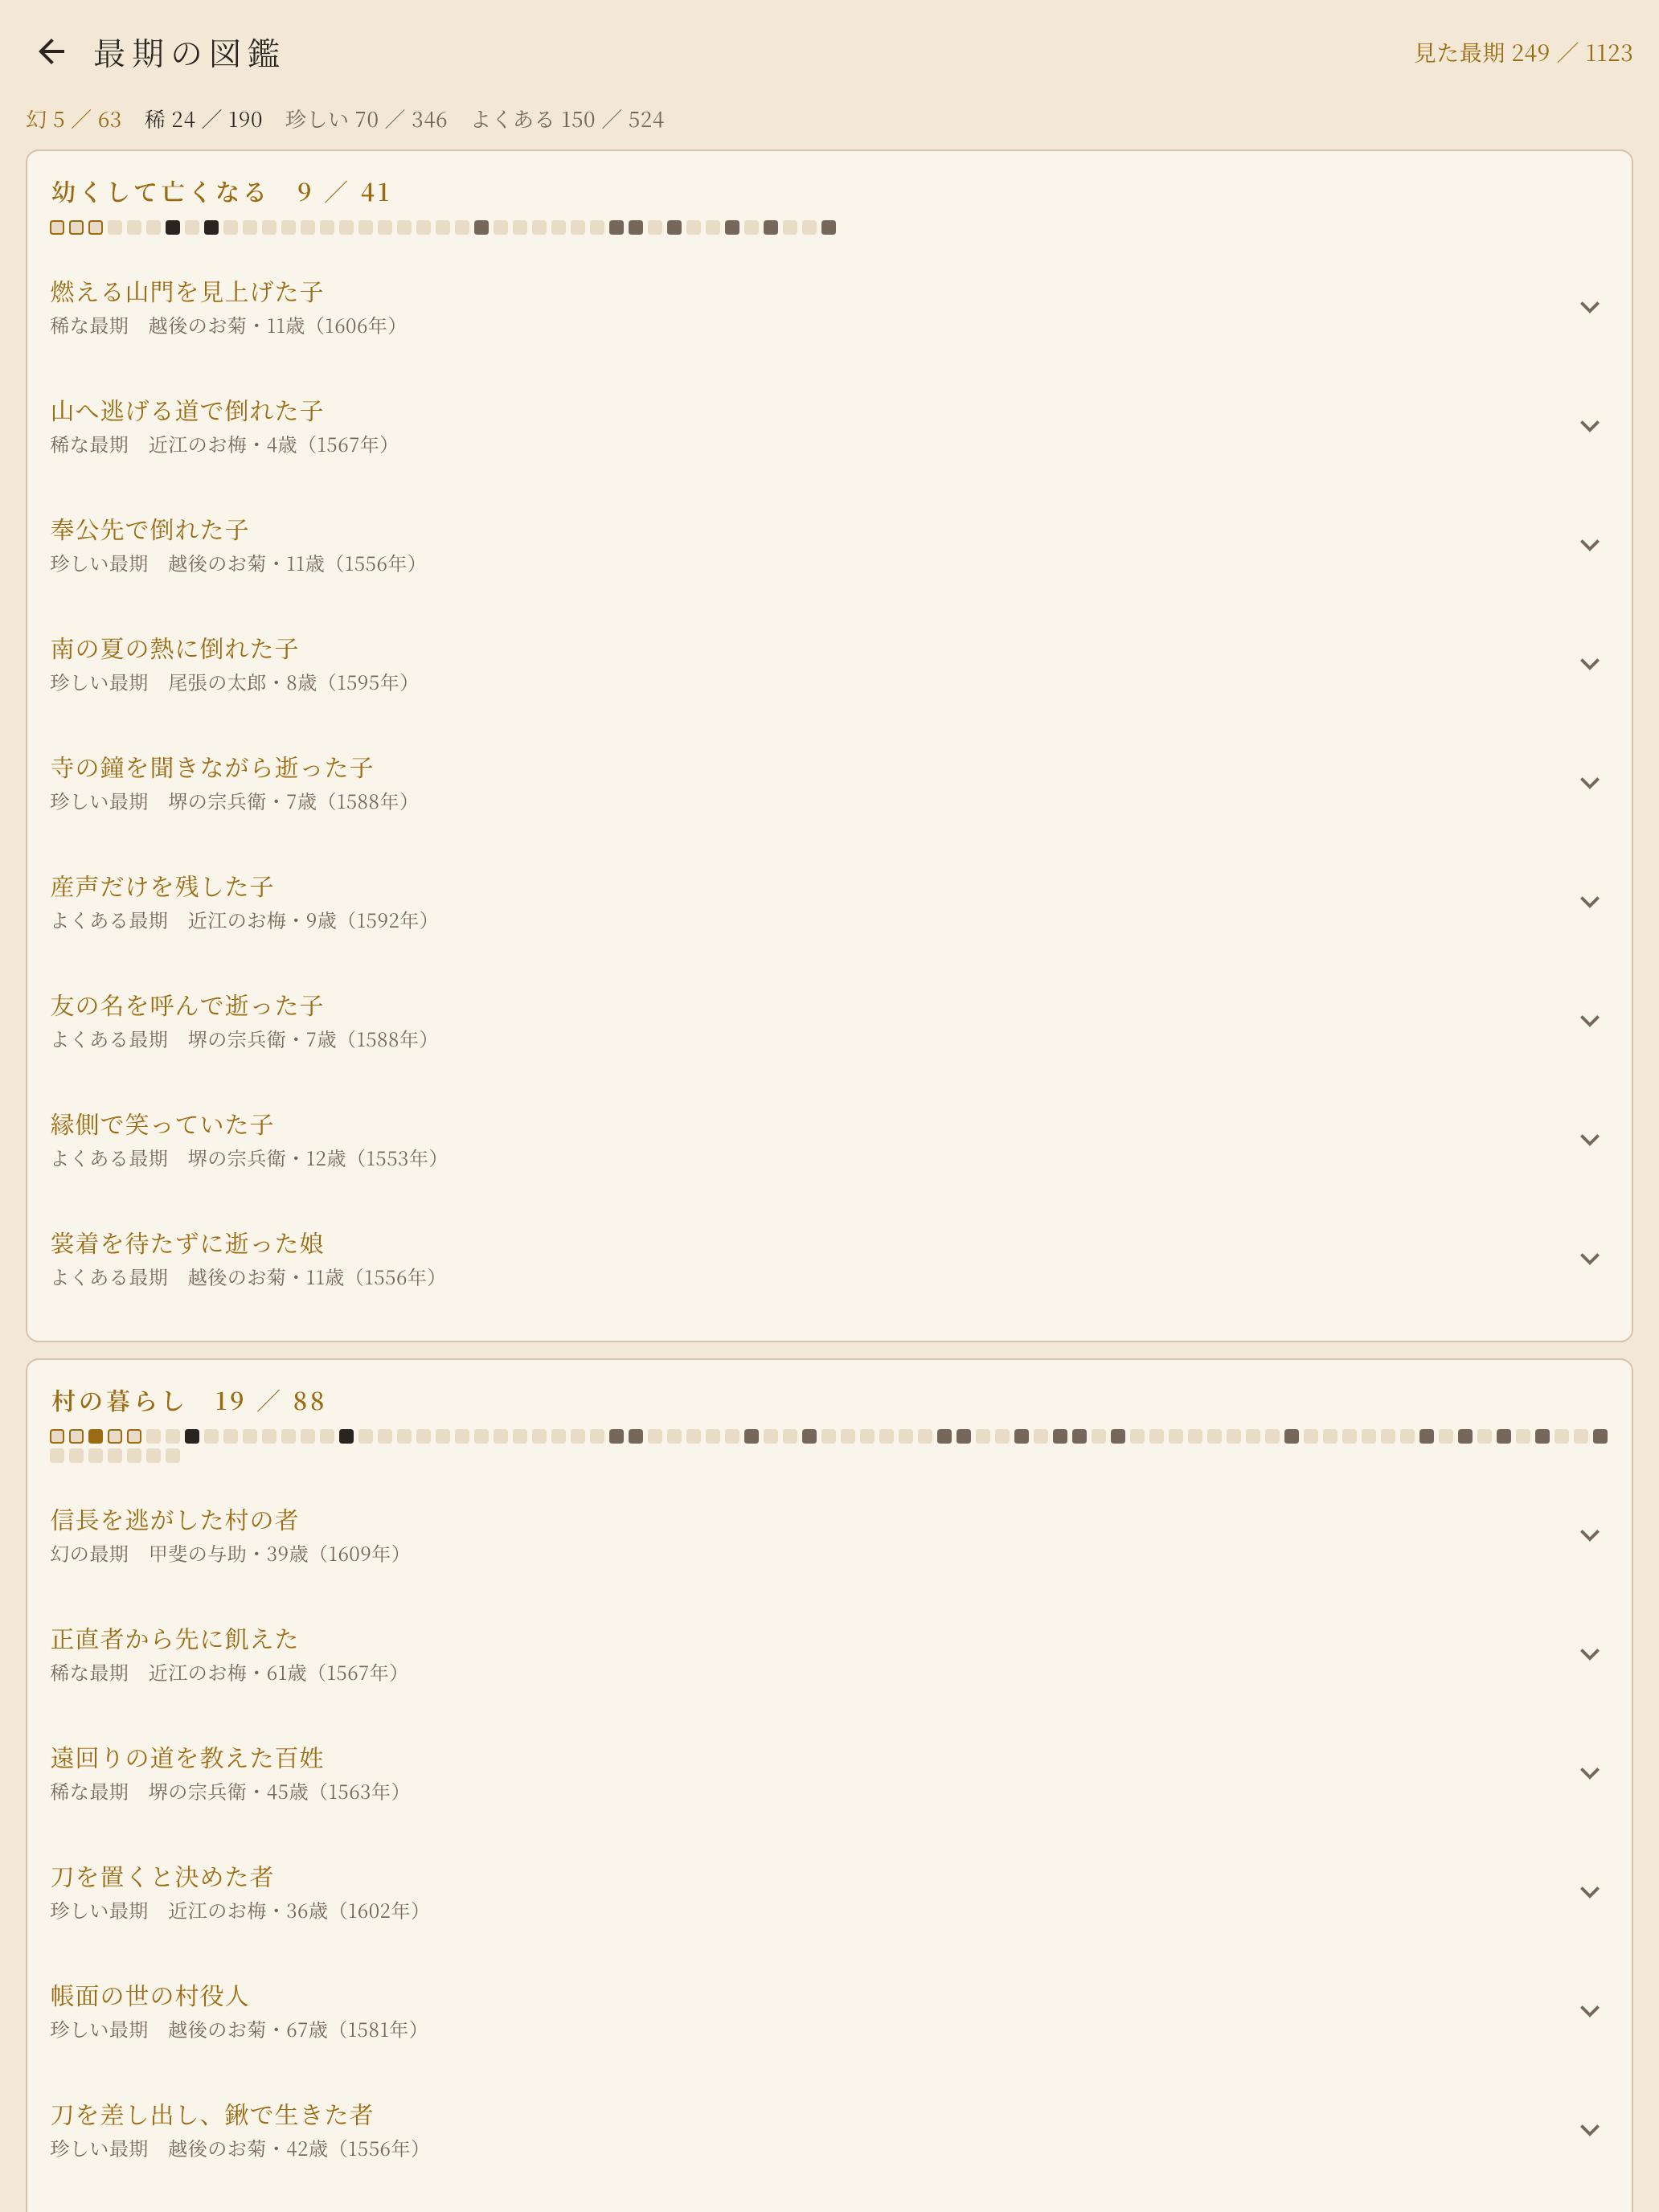 最期の図鑑
見た最期 249 ／ 1123
幻 5 ／ 63 稀 24 ／ 190 珍しい 70 ／ 346 よくある 150 ／ 524
幼くして亡くなる 9 ／ 41
燃える山門を見上げた子
稀な最期 越後のお菊・11歳（1606年）
山へ逃げる道で倒れた子
稀な最期 近江のお梅・4歳（1567年）
奉公先で倒れた子
珍しい最期 越後のお菊・11歳（1556年）
南の夏の熱に倒れた子
珍しい最期 尾張の太郎・8歳（1595年）
寺の鐘を聞きながら逝った子
珍しい最期 堺の宗兵衛・7歳（1588年）
産声だけを残した子
よくある最期 近江のお梅・9歳（1592年）
友の名を呼んで逝った子
よくある最期 堺の宗兵衛・7歳（1588年）
縁側で笑っていた子
よくある最期 堺の宗兵衛・12歳（1553年）
裳着を待たずに逝った娘
よくある最期 越後のお菊・11歳（1556年）
村の暮らし 19 ／ 88
信長を逃がした村の者
幻の最期 甲斐の与助・39歳（1609年）
正直者から先に飢えた
稀な最期 近江のお梅・61歳（1567年）
遠回りの道を教えた百姓
稀な最期 堺の宗兵衛・45歳（1563年）
刀を置くと決めた者
珍しい最期 近江のお梅・36歳（1602年）
帳面の世の村役人
珍しい最期 越後のお菊・67歳（1581年）
刀を差し出し、鍬で生きた者
珍しい最期 越後のお菊・42歳（1556年）